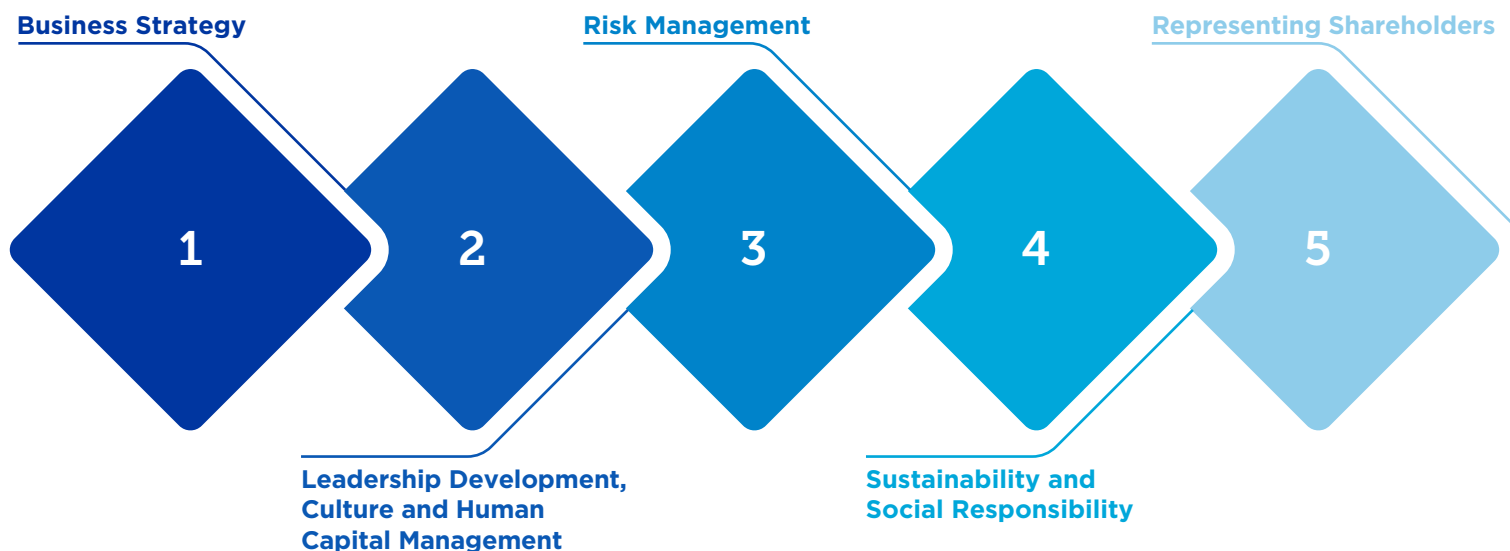 Business Strategy
Risk Management
Representing Shareholders
1
2
3
4
5
Leadership Development,
Culture and Human
Capital Management
Sustainability and
Social Responsibility